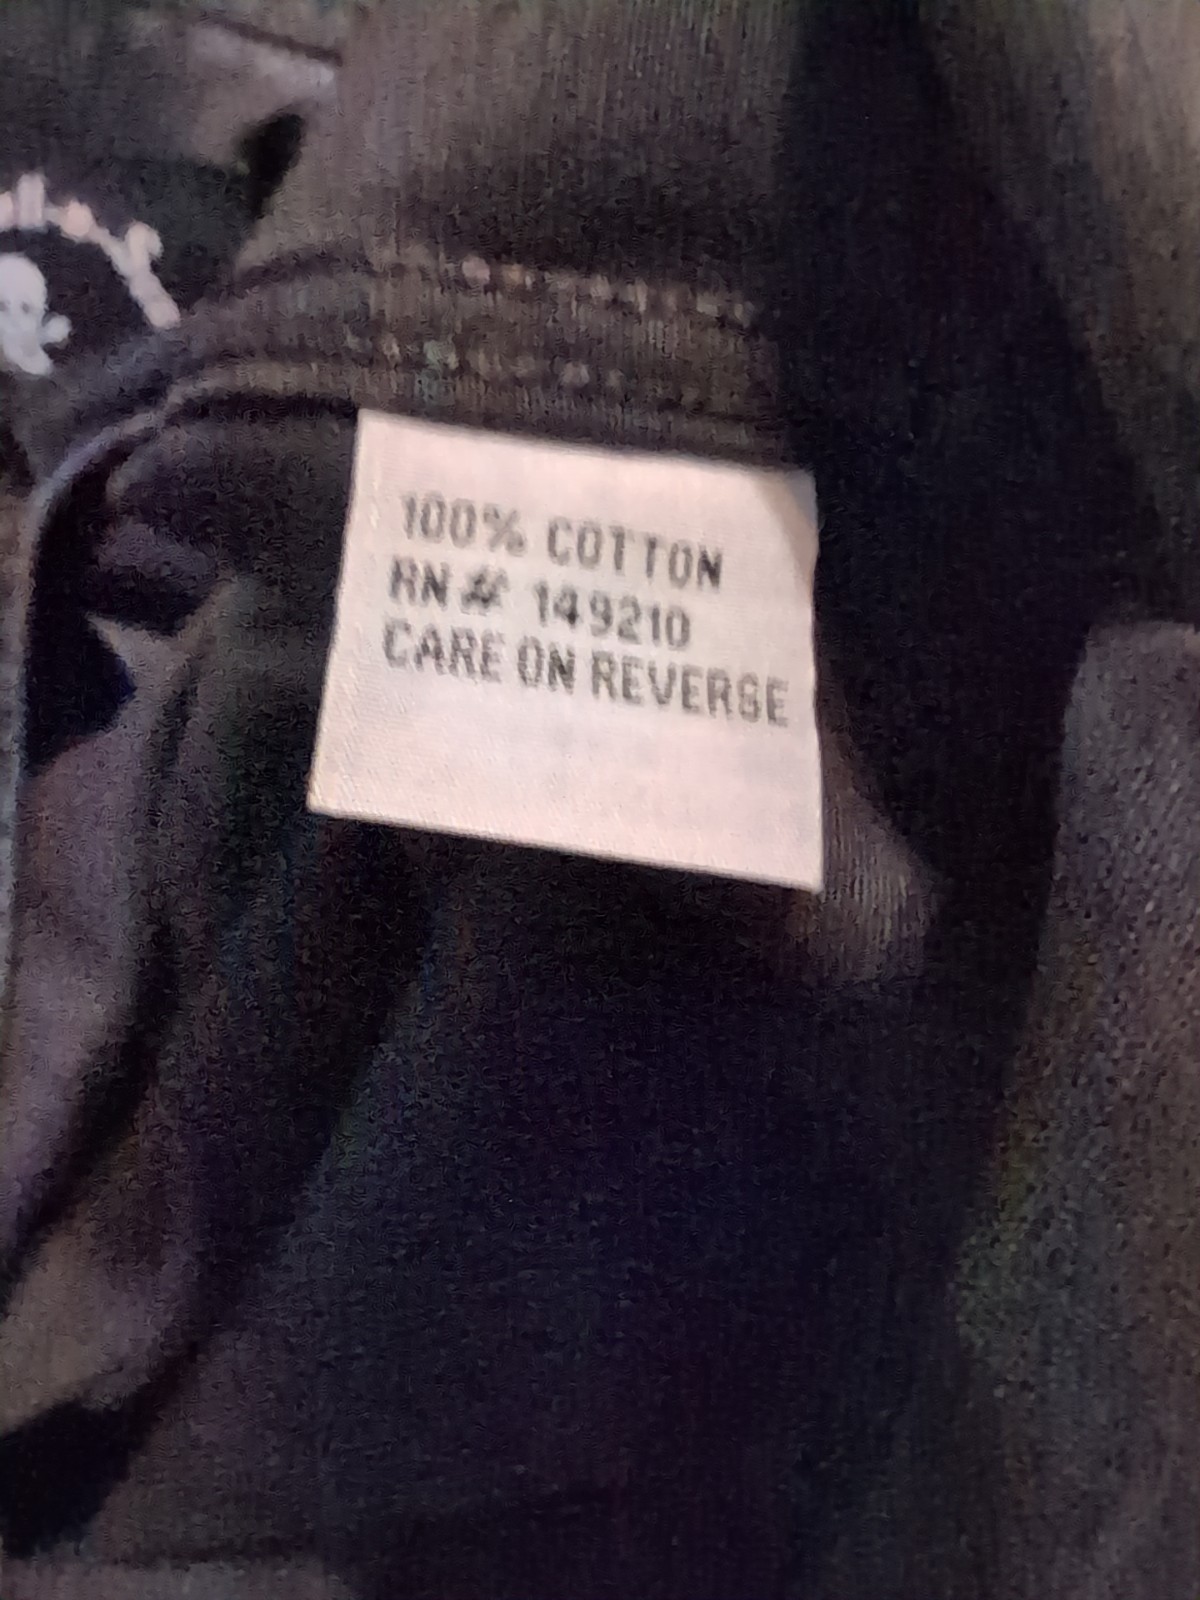 100% COTTON
RN# 149210
CARE ON REVERSE